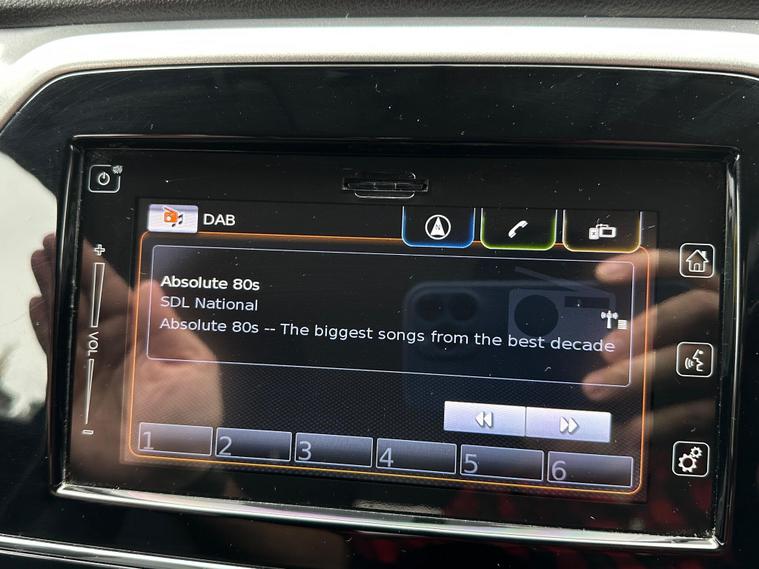 DAB
Absolute 80s
SDL National
Absolute 80s -- The biggest songs from the best decade
VOL
1 2 3 4 5 6